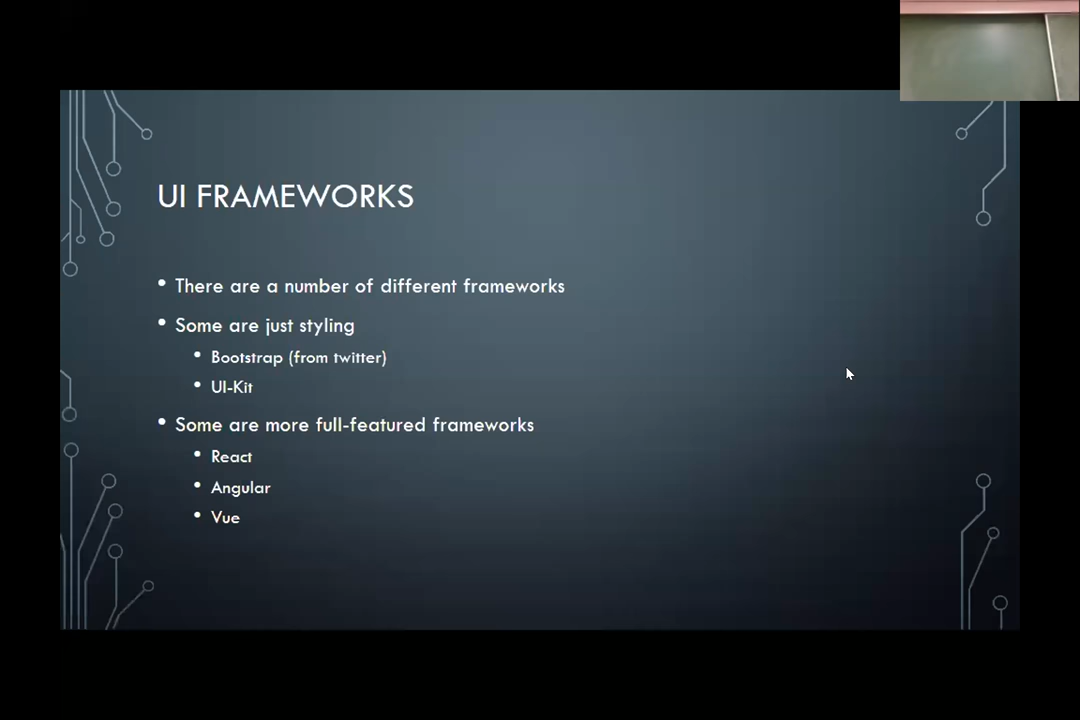 UI FRAMEWORKS
There are a number of different frameworks
Some are just styling
Bootstrap (from twitter)
UI-Kit
Some are more full-featured frameworks
React
Angular
Vue